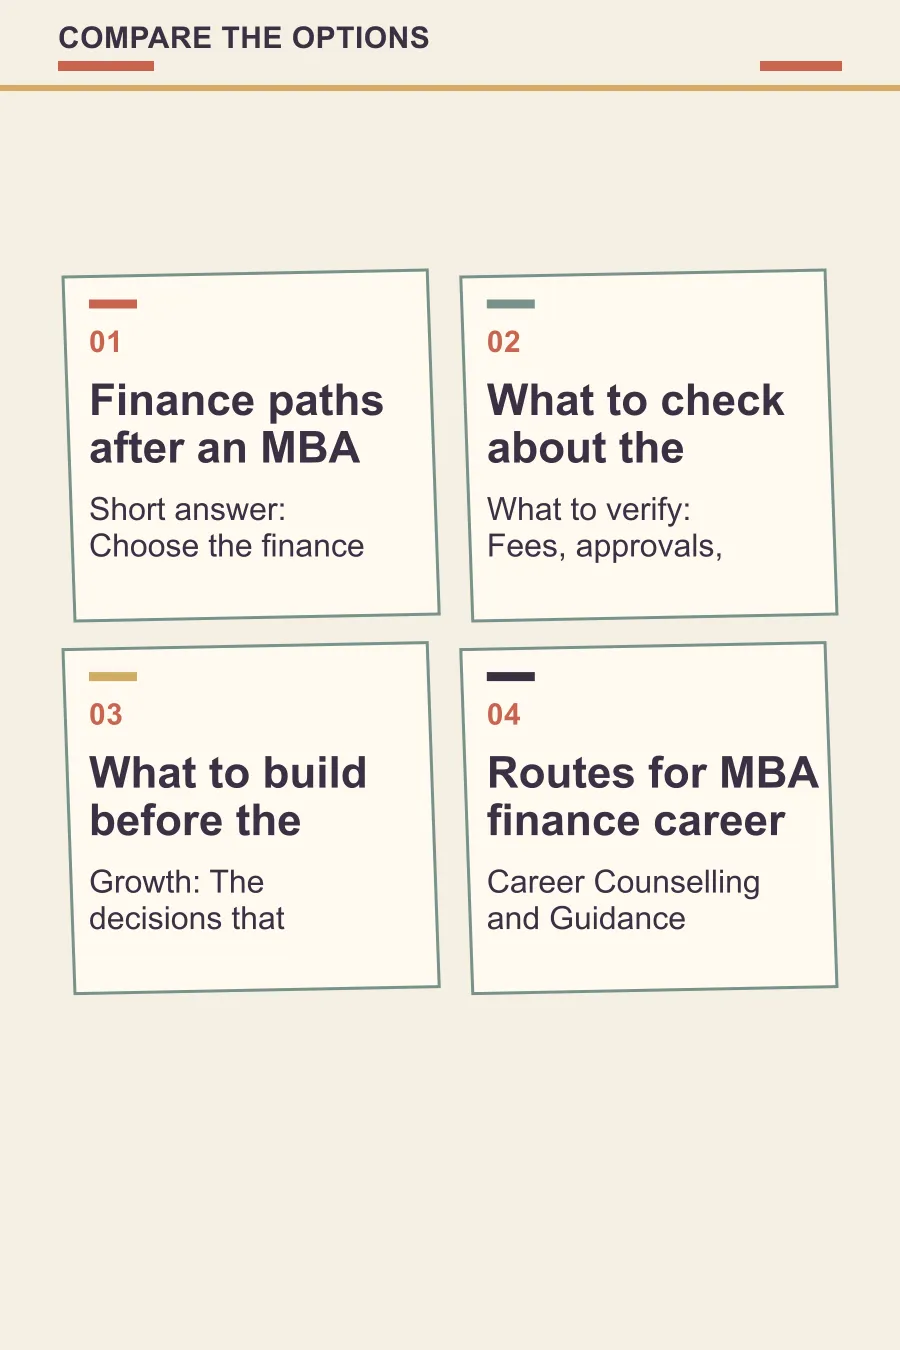 COMPARE THE OPTIONS
01
Finance paths
after an MBA
Short answer:
Choose the finance
02
What to check
about the
What to verify:
Fees, approvals,
03
What to build
before the
Growth: The
decisions that
04
Routes for MBA
finance career
Career Counselling
and Guidance